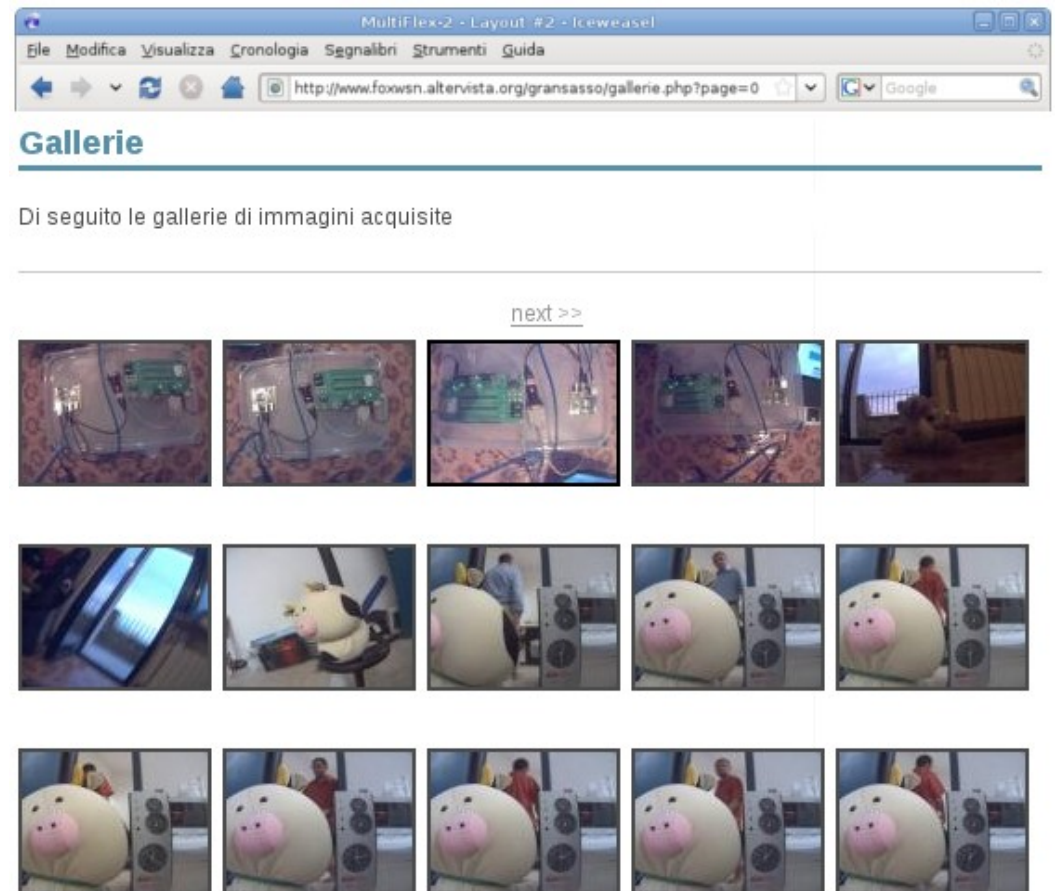 MultiFlex-2 - Layout #2 - Iceweasel
File Modifica Visualizza Cronologia Segnalibri Strumenti Guida
http://www.foxwsn.altervista.org/gransasso/gallerie.php?page=0
G Google
Gallerie
Di seguito le gallerie di immagini acquisite
next >>